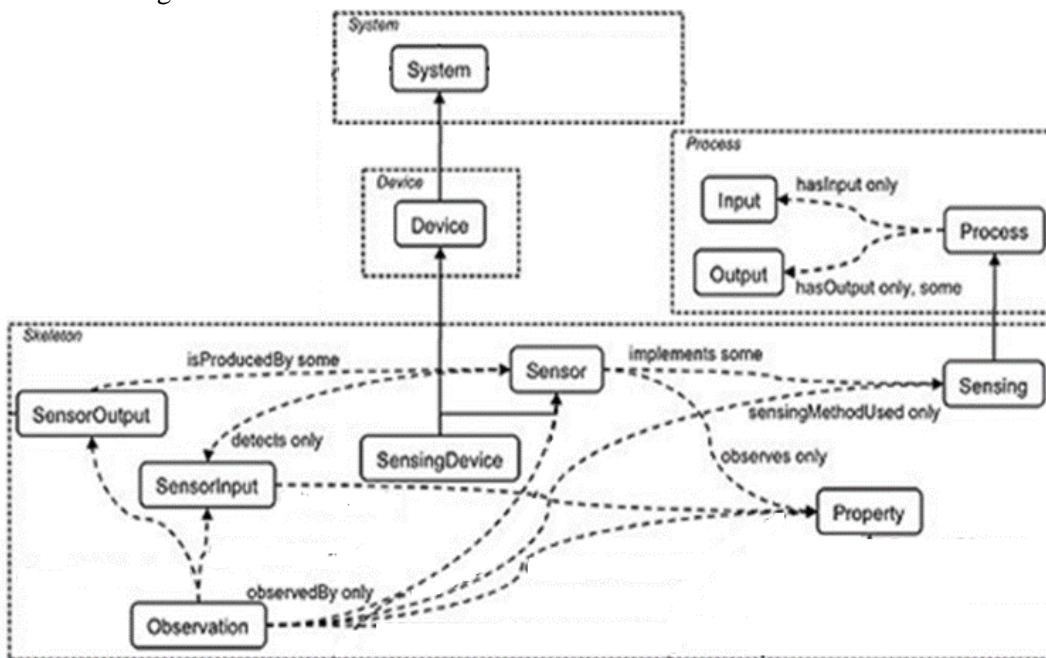 System
System
Process
Device
Input
hasInput only
Device
Process
Output
hasOutput only, some
Skeleton
isProducedBy some
Sensor
implements some
Sensing
SensorOutput
sensingMethodUsed only
detects only
SensingDevice
observes only
SensorInput
Property
observedBy only
Observation